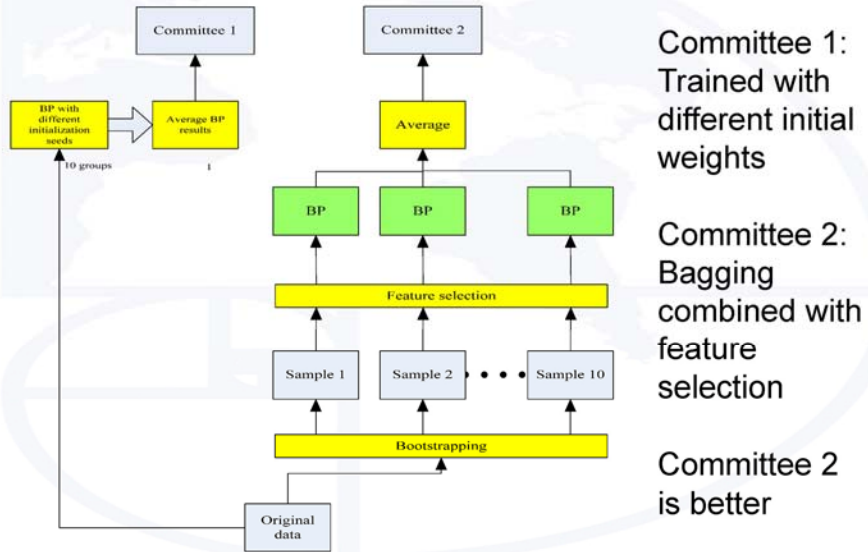 Committee 1
Committee 2
BP with
different
initialization
seeds
Average BP
results
Average
10 groups
1
BP
BP
BP
Feature selection
Sample 1
Sample 2
Sample 10
Bootstrapping
Original
data
Committee 1:
Trained with
different initial
weights
Committee 2:
Bagging
combined with
feature
selection
Committee 2
is better